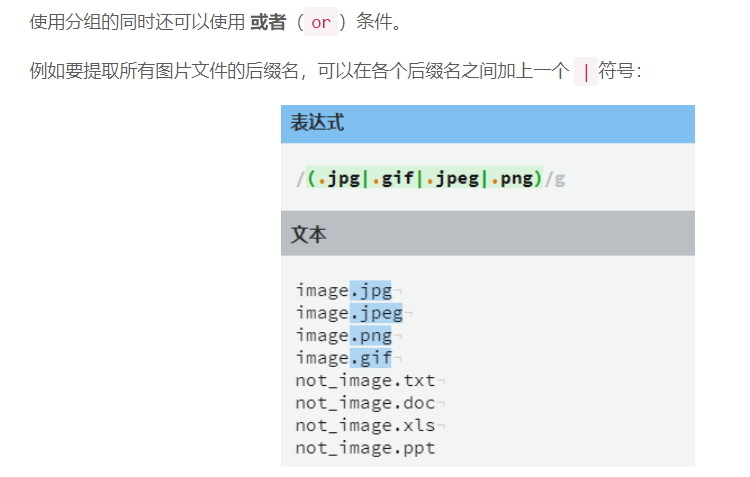 使用分组的同时还可以使用 或者（or）条件。
例如要提取所有图片文件的后缀名，可以在各个后缀名之间加上一个 | 符号：
表达式
/(.jpg|.gif|.jpeg|.png)/g
文本
image.jpg¬
image.jpeg¬
image.png¬
image.gif¬
not_image.txt¬
not_image.doc¬
not_image.xls¬
not_image.ppt